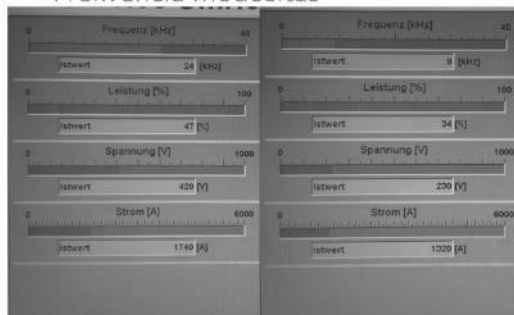 Frequenz [kHz]
0 40
Istwert 24 [kHz]
Leistung [%]
0 100
Istwert 47 [%]
Spannung [V]
0 1000
Istwert 420 [V]
Strom [A]
0 6000
Istwert 1740 [A]
Frequenz [kHz]
0 40
Istwert 9 [kHz]
Leistung [%]
0 100
Istwert 34 [%]
Spannung [V]
0 1000
Istwert [V]
Strom [A]
0 6000
Istwert 1320 [A]